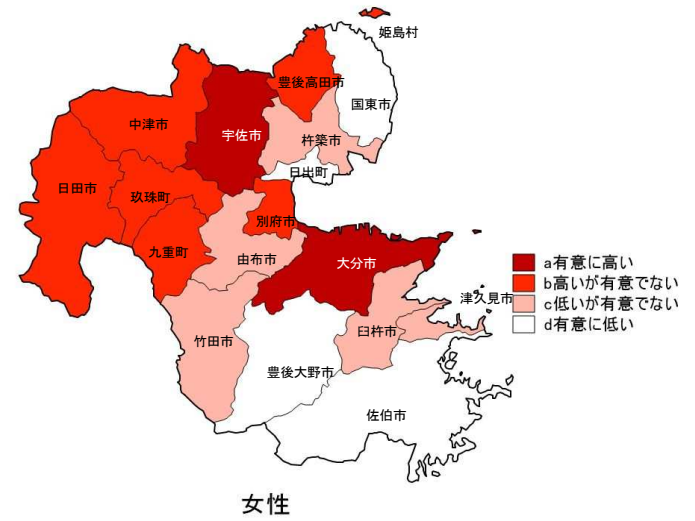 姫島村
豊後高田市
国東市
中津市
宇佐市
杵築市
日出町
日田市
玖珠町
別府市
九重町
由布市
大分市
a有意に高い
b高いが有意でない
c低いが有意でない
d有意に低い
津久見市
臼杵市
竹田市
豊後大野市
佐伯市
女性